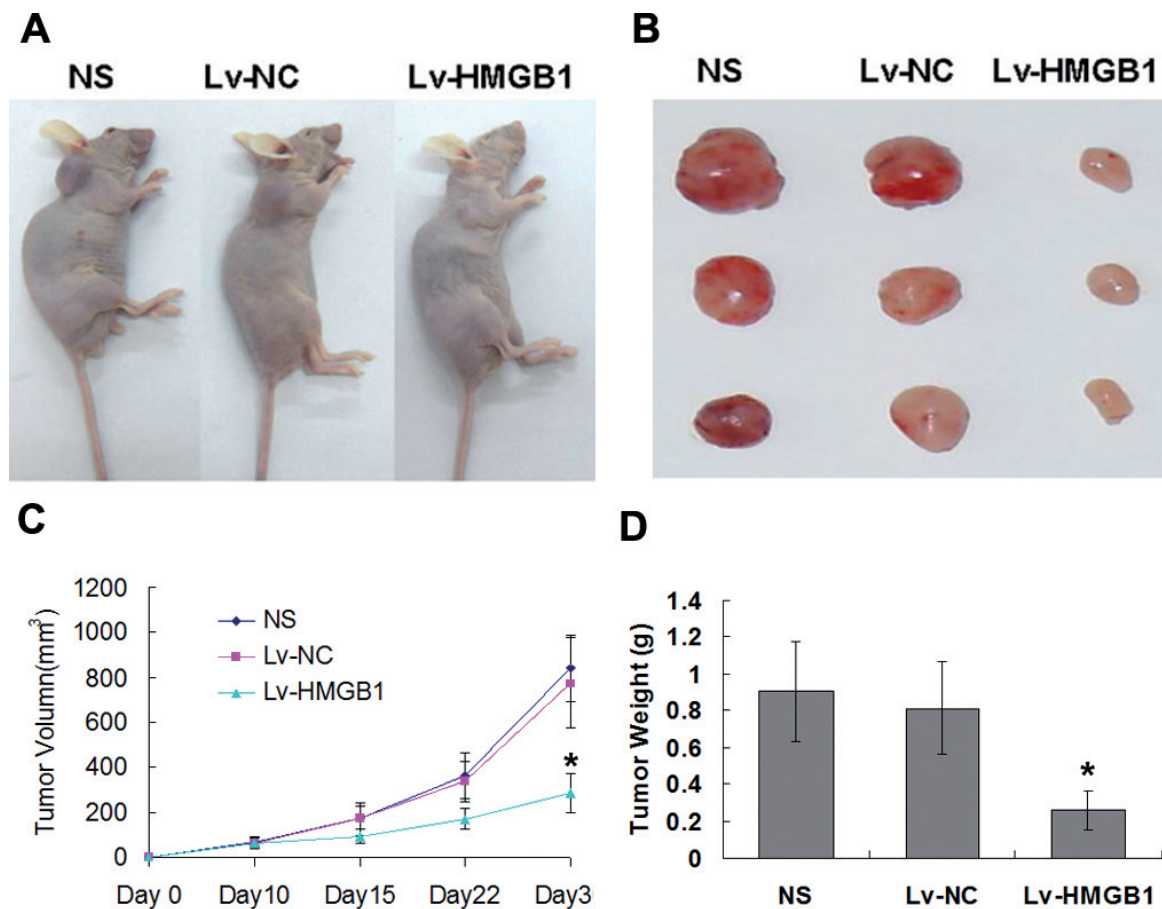 A
NS Lv-NC Lv-HMGB1
B
NS Lv-NC Lv-HMGB1
C
1200
1000
800
600
400
200
0
Tumor Volumn(mm³)
NS
Lv-NC
Lv-HMGB1
*
Day 0 Day10 Day15 Day22 Day3
D
1.4
1.2
1
0.8
0.6
0.4
0.2
0
Tumor Weight (g)
*
NS Lv-NC Lv-HMGB1